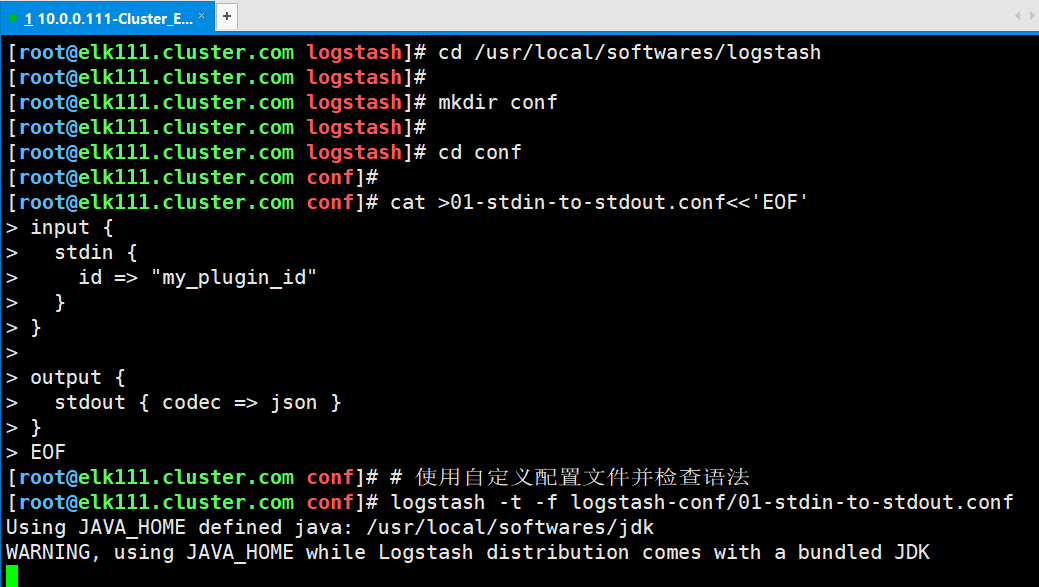 1 10.0.0.111-Cluster_E... × +
[root@elk111.cluster.com logstash]# cd /usr/local/softwares/logstash
[root@elk111.cluster.com logstash]#
[root@elk111.cluster.com logstash]# mkdir conf
[root@elk111.cluster.com logstash]#
[root@elk111.cluster.com logstash]# cd conf
[root@elk111.cluster.com conf]#
[root@elk111.cluster.com conf]# cat >01-stdin-to-stdout.conf<<'EOF'
> input {
>   stdin {
>     id => "my_plugin_id"
>   }
> }
>
> output {
>   stdout { codec => json }
> }
> EOF
[root@elk111.cluster.com conf]# # 使用自定义配置文件并检查语法
[root@elk111.cluster.com conf]# logstash -t -f logstash-conf/01-stdin-to-stdout.conf
Using JAVA_HOME defined java: /usr/local/softwares/jdk
WARNING, using JAVA_HOME while Logstash distribution comes with a bundled JDK